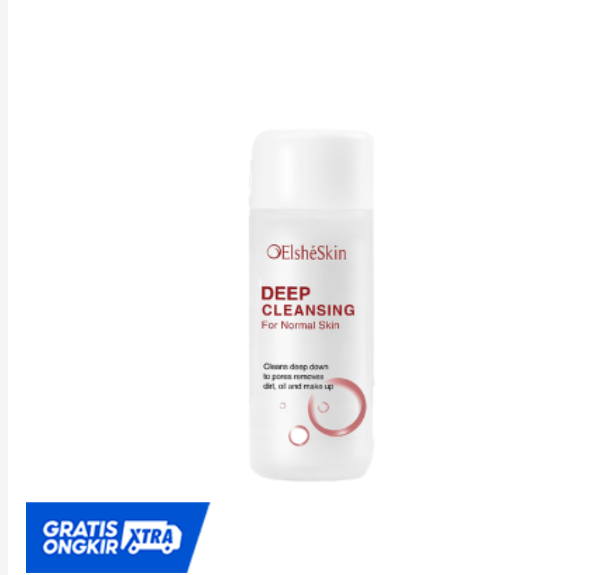 ElshéSkin
DEEP
CLEANSING
For Normal Skin
Cleans deep down
to pores removes
dirt, oil and make up
GRATIS
ONGKIR XTRA